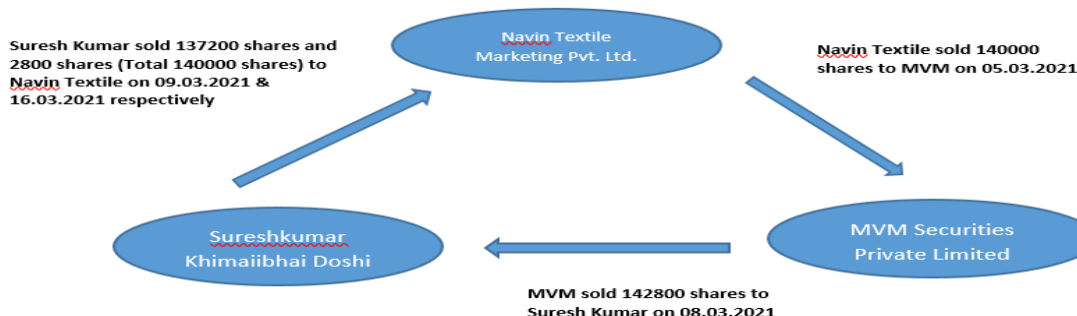 Navin Textile
Marketing Pvt. Ltd.
Suresh Kumar sold 137200 shares and
2800 shares (Total 140000 shares) to
Navin Textile on 09.03.2021 &
16.03.2021 respectively
Navin Textile sold 140000
shares to MVM on 05.03.2021
Sureshkumar
Khimaiibhai Doshi
MVM Securities
Private Limited
MVM sold 142800 shares to
Suresh Kumar on 08.03.2021